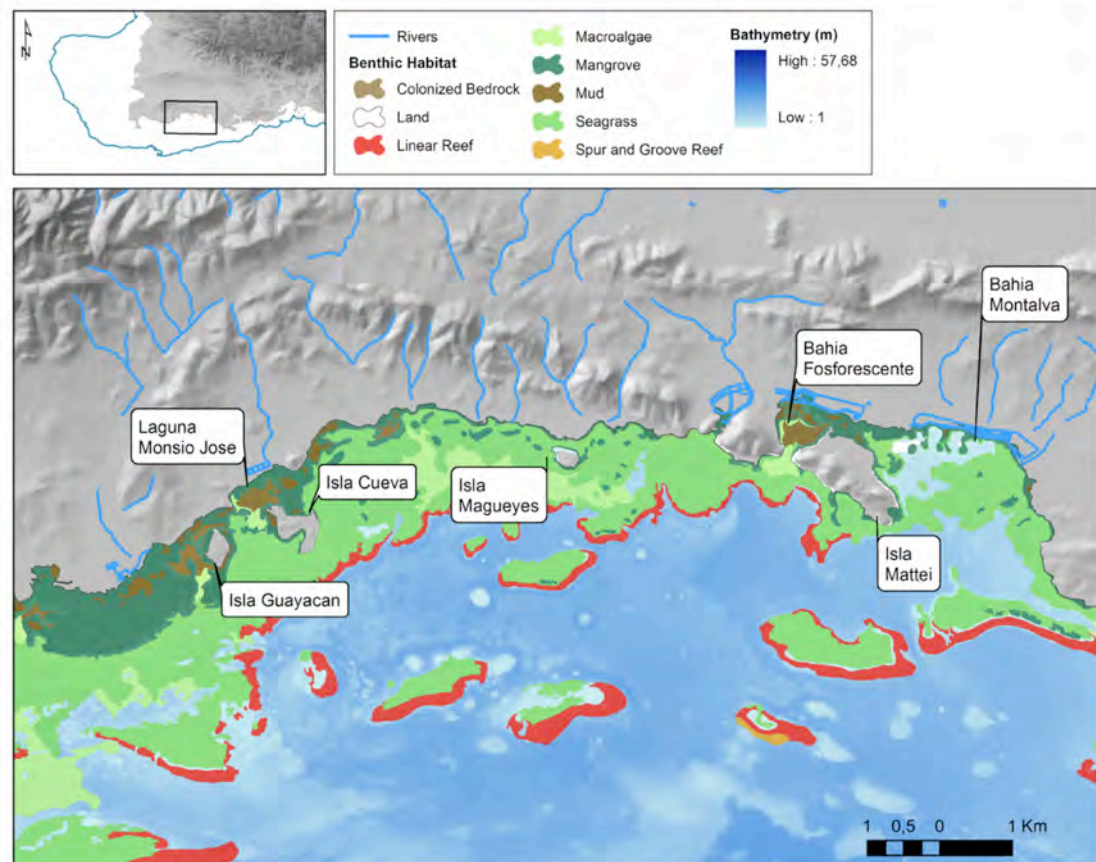 N
Rivers
Benthic Habitat
Colonized Bedrock
Land
Linear Reef
Macroalgae
Mangrove
Mud
Seagrass
Spur and Groove Reef
Bathymetry (m)
High : 57,68
Low : 1
Bahia
Montalva
Bahia
Fosforescente
Laguna
Monsio Jose
Isla Cueva
Isla
Magueyes
Isla
Mattei
Isla Guayacan
1 0,5 0 1 Km